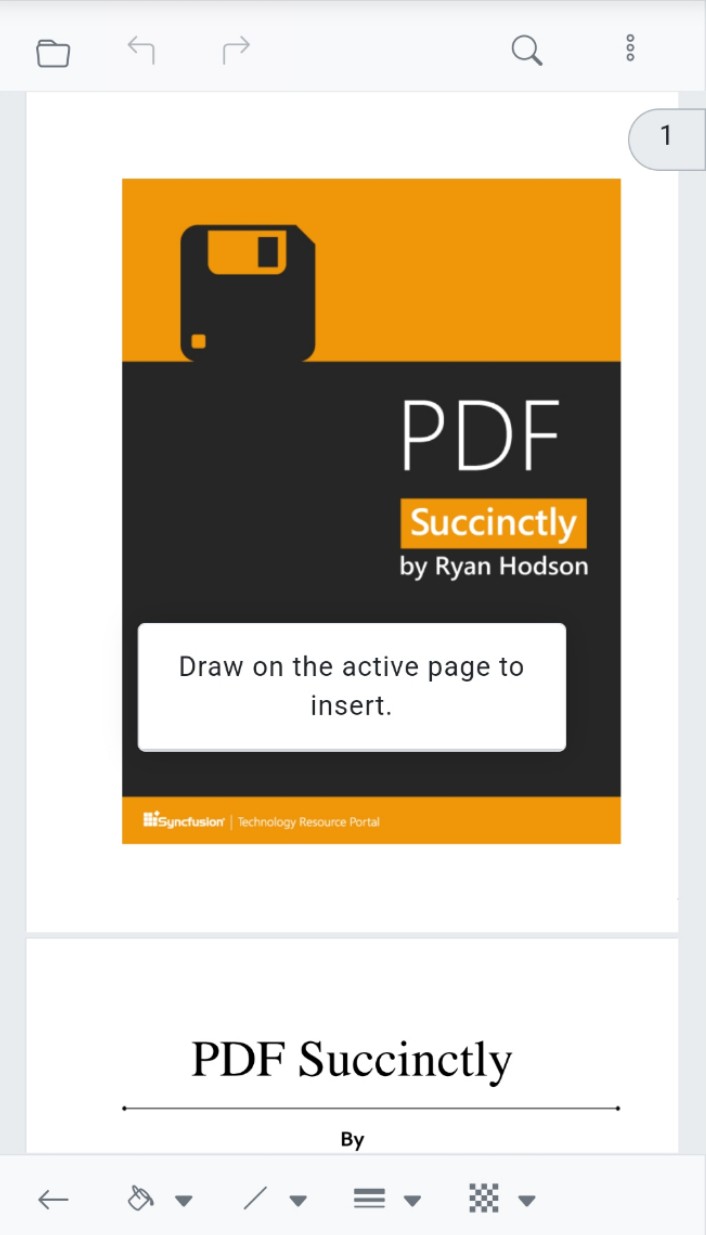 1
PDF
Succinctly
by Ryan Hodson
Draw on the active page to
insert.
Syncfusion | Technology Resource Portal
PDF Succinctly
By